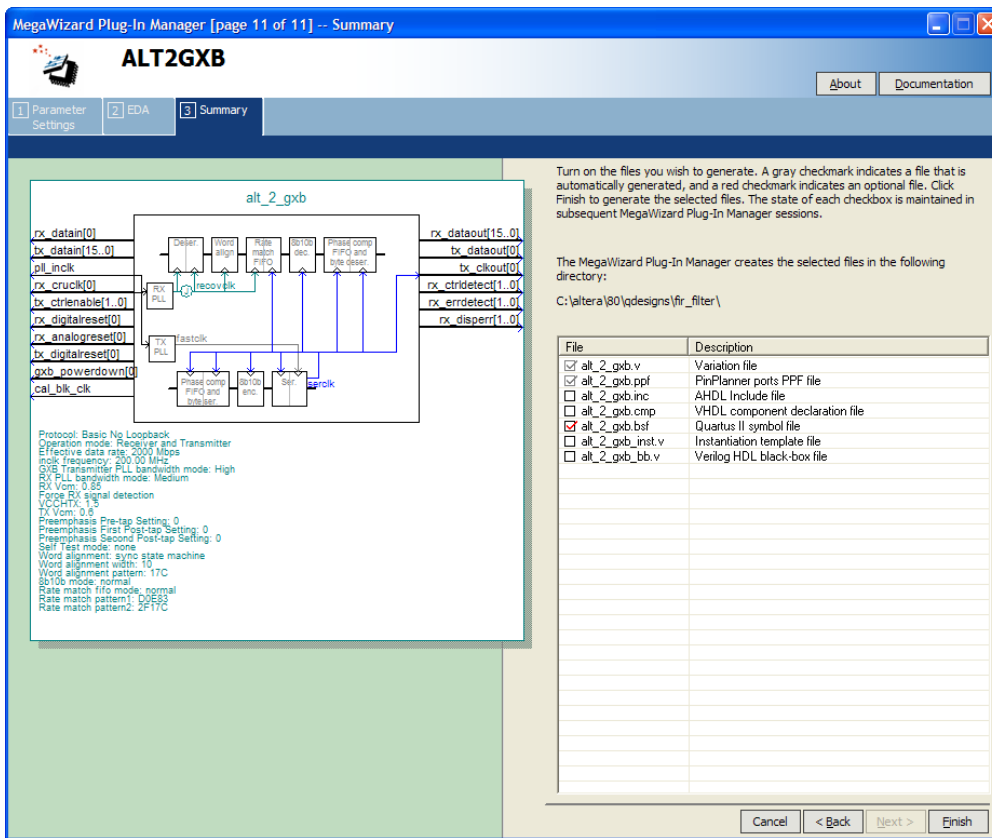 MegaWizard Plug-In Manager [page 11 of 11] -- Summary
ALT2GXB
About
Documentation
1 Parameter Settings
2 EDA
3 Summary
alt_2_gxb
rx_datain[0]
tx_datain[15..0]
pll_inclk
rx_cruclk[0]
tx_ctrlenable[1..0]
rx_digitalreset[0]
rx_analogreset[0]
tx_digitalreset[0]
gxb_powerdown[0]
cal_blk_clk
Deser.
Word align
Rate match FIFO
8b10b dec.
Phase comp FIFO and byte deser.
RX PLL
recovclk
TX PLL
fastclk
Phase comp FIFO and byte ser.
8b10b enc.
Ser.
serclk
rx_dataout[15..0]
tx_dataout[0]
tx_clkout[0]
rx_ctrldetect[1..0]
rx_errdetect[1..0]
rx_disperr[1..0]
Protocol: Basic No Loopback
Operation mode: Receiver and Transmitter
Effective data rate: 2000 Mbps
inclk frequency: 200.00 MHz
GXB Transmitter PLL bandwidth mode: High
RX PLL bandwidth mode: Medium
RX Vcm: 0.85
Force RX signal detection
VCCHTX: 1.5
TX Vcm: 0.6
Preemphasis Pre-tap Setting: 0
Preemphasis First Post-tap Setting: 0
Preemphasis Second Post-tap Setting: 0
Self Test mode: none
Word alignment: sync state machine
Word alignment width: 10
Word alignment pattern: 17C
8b10b mode: normal
Rate match fifo mode: normal
Rate match pattern1: D0E83
Rate match pattern2: 2F17C
Turn on the files you wish to generate. A gray checkmark indicates a file that is
automatically generated, and a red checkmark indicates an optional file. Click
Finish to generate the selected files. The state of each checkbox is maintained in
subsequent MegaWizard Plug-In Manager sessions.
The MegaWizard Plug-In Manager creates the selected files in the following
directory:
C:\altera\80\qdesigns\fir_filter\
File Description
alt_2_gxb.v Variation file
alt_2_gxb.ppf PinPlanner ports PPF file
alt_2_gxb.inc AHDL Include file
alt_2_gxb.cmp VHDL component declaration file
alt_2_gxb.bsf Quartus II symbol file
alt_2_gxb_inst.v Instantiation template file
alt_2_gxb_bb.v Verilog HDL black-box file
Cancel
< Back
Next >
Finish